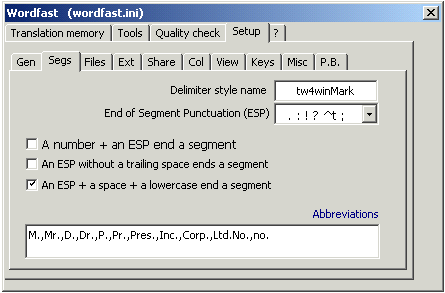 Wordfast (wordfast.ini)
Translation memory Tools Quality check Setup ?
Gen Segs Files Ext Share Col View Keys Misc P.B.
Delimiter style name tw4winMark
End of Segment Punctuation (ESP) . : ! ? ^t ;
A number + an ESP end a segment
An ESP without a trailing space ends a segment
An ESP + a space + a lowercase end a segment
Abbreviations
M.,Mr.,D.,Dr.,P.,Pr.,Pres.,Inc.,Corp.,Ltd.No.,no.